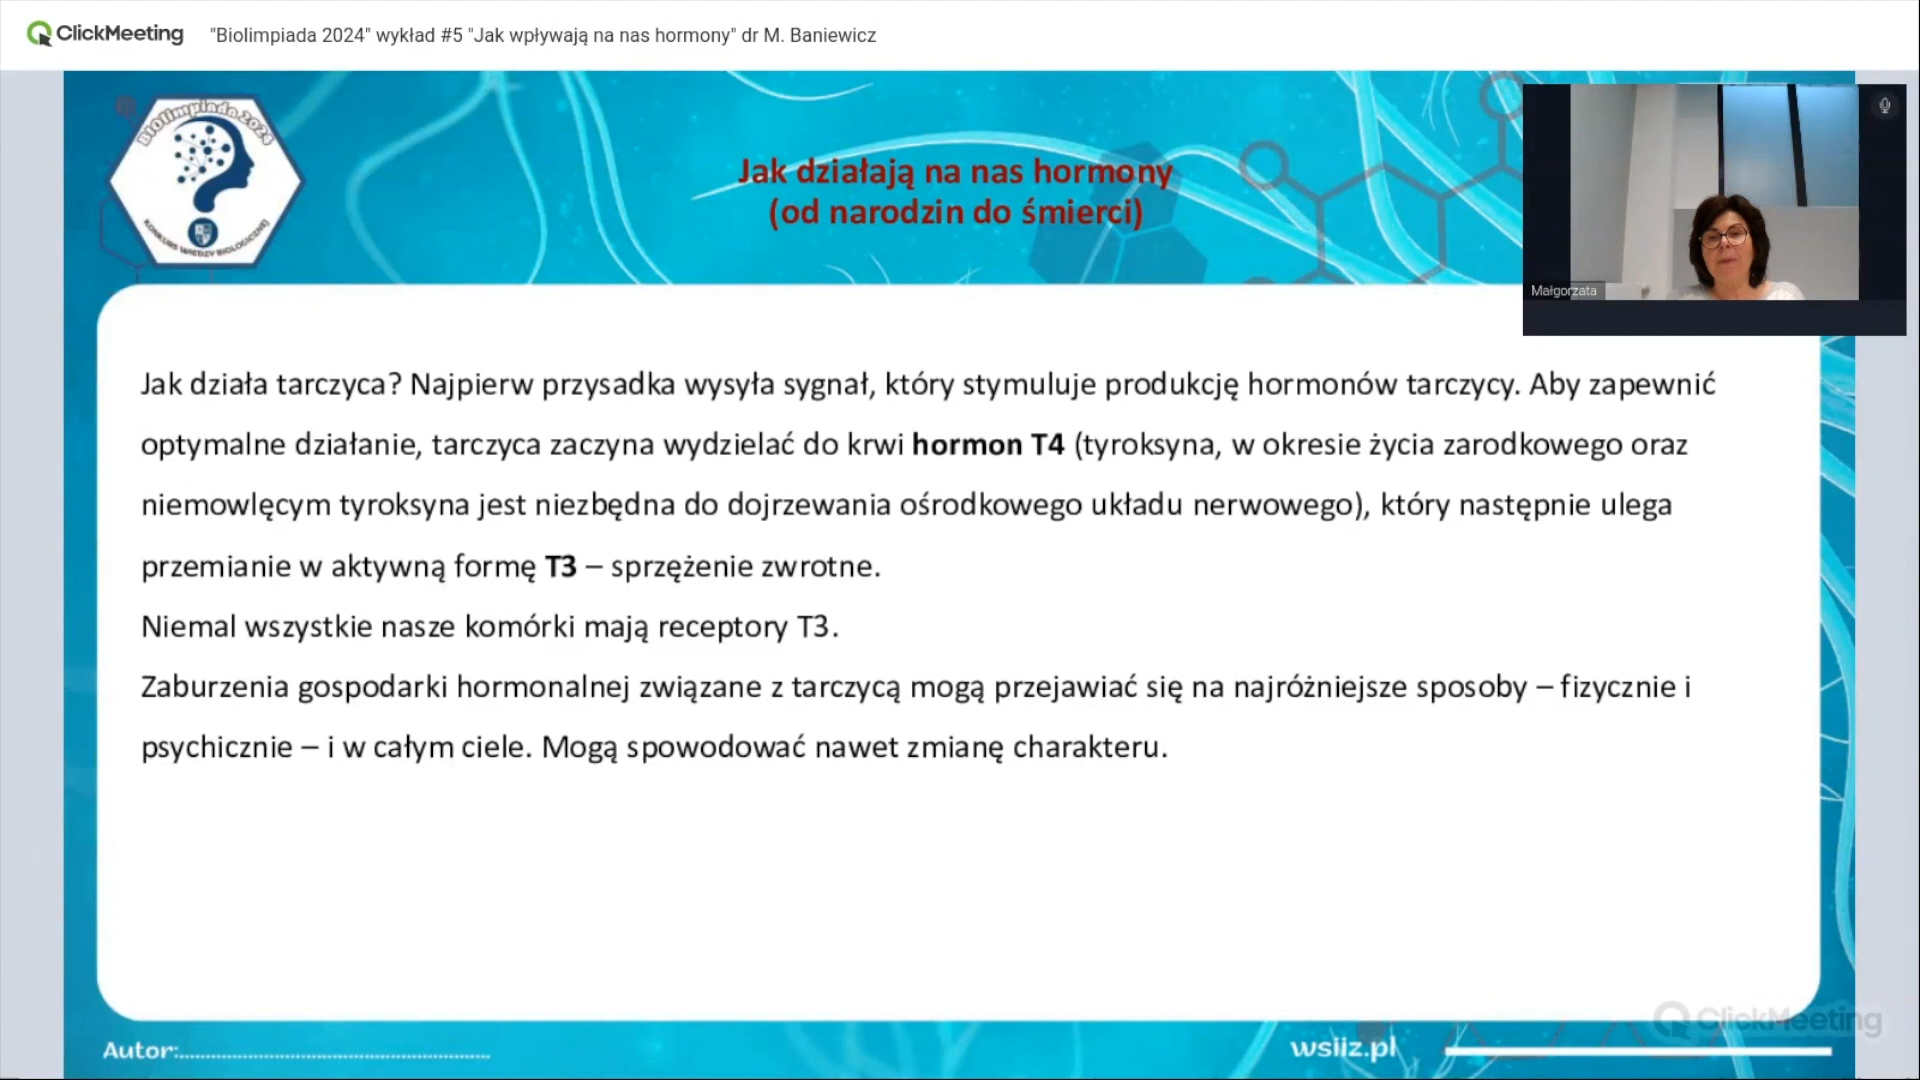 ClickMeeting "Biolimpiada 2024" wykład #5 "Jak wpływają na nas hormony" dr M. Baniewicz
BIOlimpiada 2024
KONKURS WIEDZY BIOLOGICZNEJ
Jak działają na nas hormony
(od narodzin do śmierci)
Małgorzata
Jak działa tarczyca? Najpierw przysadka wysyła sygnał, który stymuluje produkcję hormonów tarczycy. Aby zapewnić
optymalne działanie, tarczyca zaczyna wydzielać do krwi hormon T4 (tyroksyna, w okresie życia zarodkowego oraz
niemowlęcym tyroksyna jest niezbędna do dojrzewania ośrodkowego układu nerwowego), który następnie ulega
przemianie w aktywną formę T3 – sprzężenie zwrotne.
Niemal wszystkie nasze komórki mają receptory T3.
Zaburzenia gospodarki hormonalnej związane z tarczycą mogą przejawiać się na najróżniejsze sposoby – fizycznie i
psychicznie – i w całym ciele. Mogą spowodować nawet zmianę charakteru.
ClickMeeting
Autor:....................................................
wsiiz.pl